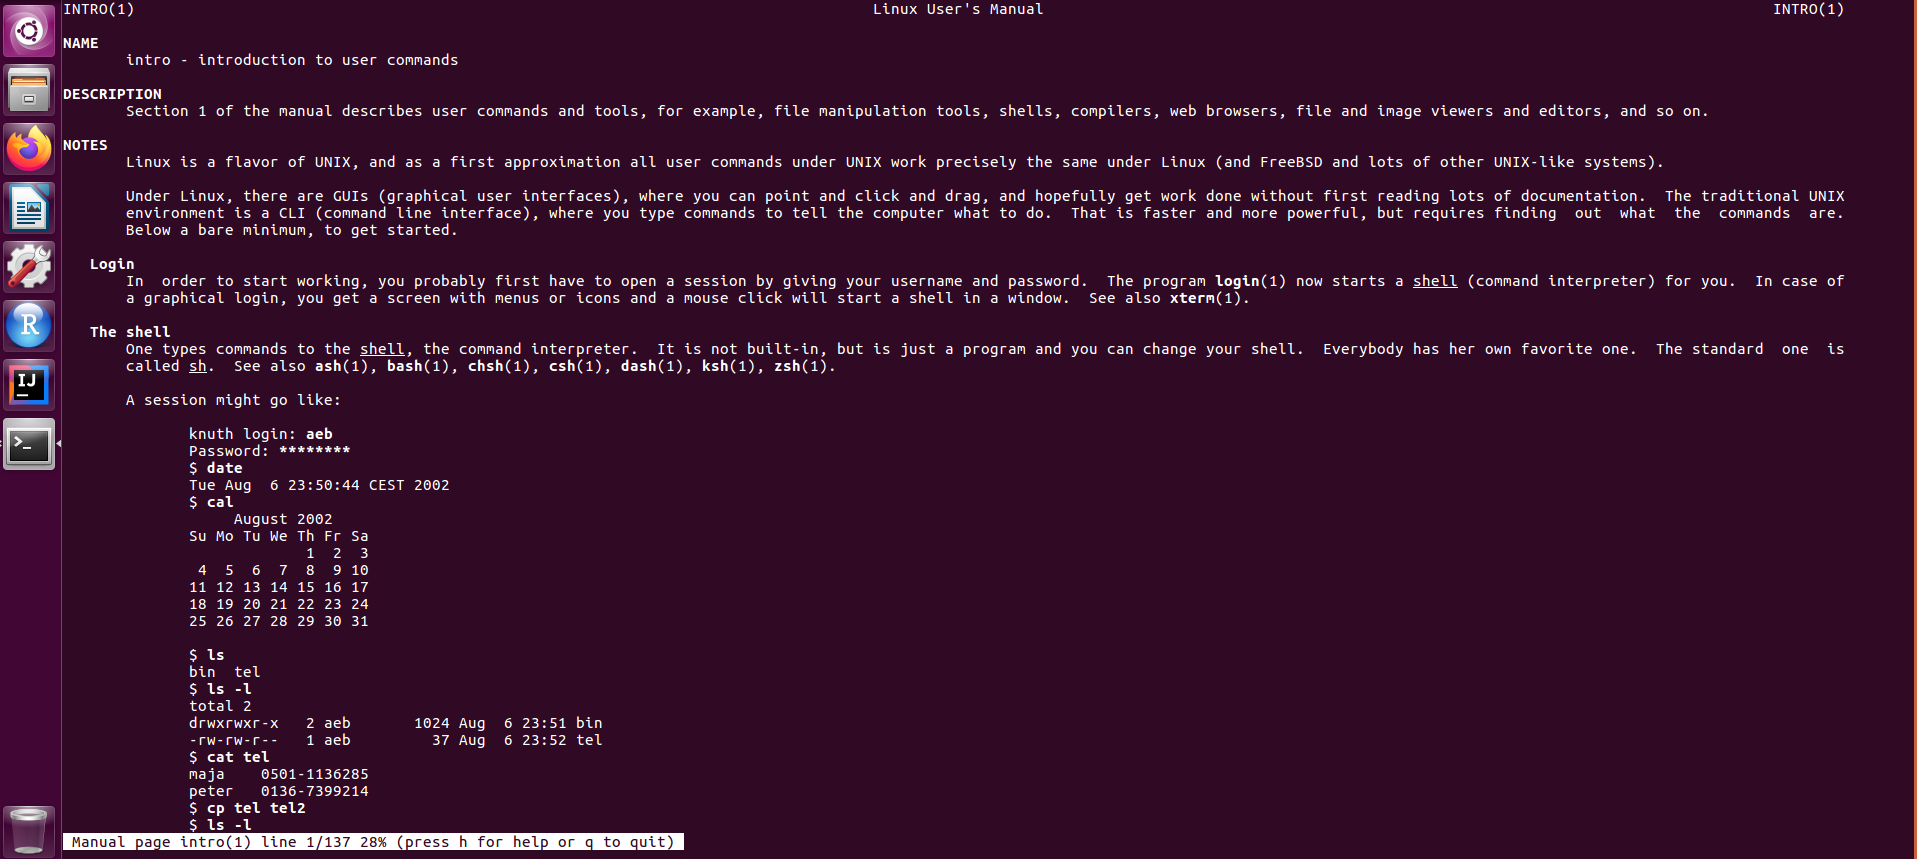 INTRO(1) Linux User's Manual INTRO(1)
NAME
intro - introduction to user commands
DESCRIPTION
Section 1 of the manual describes user commands and tools, for example, file manipulation tools, shells, compilers, web browsers, file and image viewers and editors, and so on.
NOTES
Linux is a flavor of UNIX, and as a first approximation all user commands under UNIX work precisely the same under Linux (and FreeBSD and lots of other UNIX-like systems).
Under Linux, there are GUIs (graphical user interfaces), where you can point and click and drag, and hopefully get work done without first reading lots of documentation.  The traditional UNIX
environment is a CLI (command line interface), where you type commands to tell the computer what to do.  That is faster and more powerful, but requires finding  out  what  the  commands  are.
Below a bare minimum, to get started.
Login
In  order to start working, you probably first have to open a session by giving your username and password.  The program login(1) now starts a shell (command interpreter) for you.  In case of
a graphical login, you get a screen with menus or icons and a mouse click will start a shell in a window.  See also xterm(1).
The shell
One types commands to the shell, the command interpreter.  It is not built-in, but is just a program and you can change your shell.  Everybody has her own favorite one.  The standard  one  is
called sh.  See also ash(1), bash(1), chsh(1), csh(1), dash(1), ksh(1), zsh(1).
A session might go like:
knuth login: aeb
Password: ********
$ date
Tue Aug  6 23:50:44 CEST 2002
$ cal
August 2002
Su Mo Tu We Th Fr Sa
1  2  3
4  5  6  7  8  9 10
11 12 13 14 15 16 17
18 19 20 21 22 23 24
25 26 27 28 29 30 31
$ ls
bin  tel
$ ls -l
total 2
drwxrwxr-x   2 aeb       1024 Aug  6 23:51 bin
-rw-rw-r--   1 aeb         37 Aug  6 23:52 tel
$ cat tel
maja    0501-1136285
peter   0136-7399214
$ cp tel tel2
$ ls -l
Manual page intro(1) line 1/137 28% (press h for help or q to quit)
R
IJ
>_